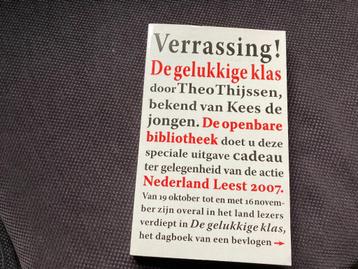 Verrassing!
De gelukkige klas
door Theo Thijssen,
bekend van Kees de
jongen. De openbare
bibliotheek doet u deze
speciale uitgave cadeau
ter gelegenheid van de actie
Nederland Leest 2007.
Van 19 oktober tot en met 16 novem-
ber zijn overal in het land lezers
verdiept in De gelukkige klas,
het dagboek van een bevlogen →